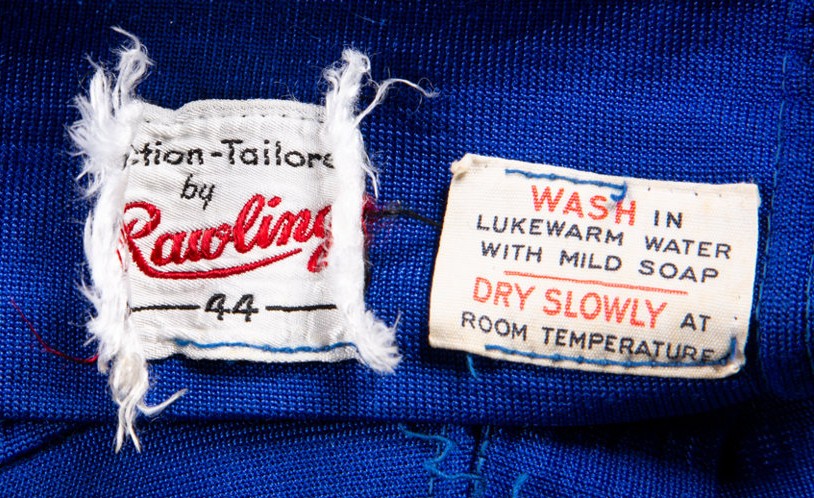 ction-Tailore
by
Rawling
44
WASH IN
LUKEWARM WATER
WITH MILD SOAP
DRY SLOWLY AT
ROOM TEMPERATURE